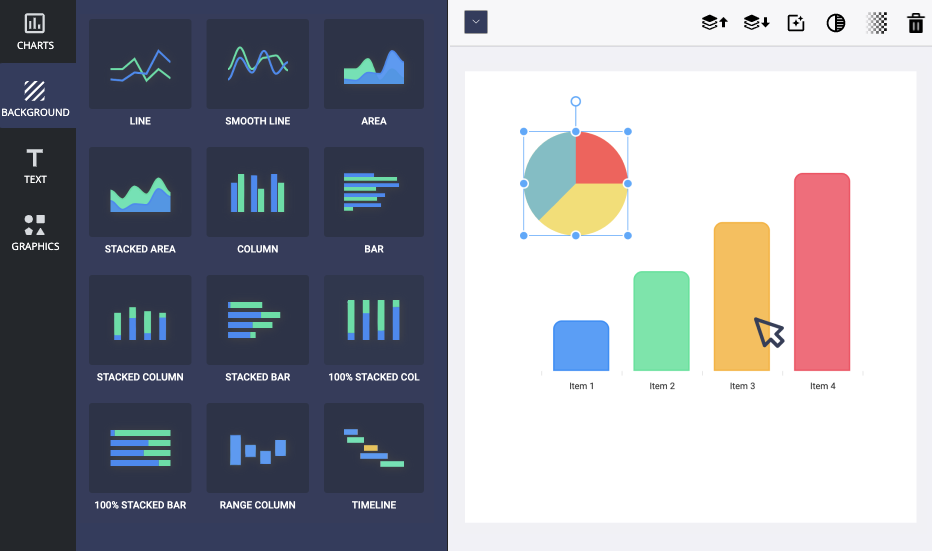 CHARTS
BACKGROUND
TEXT
GRAPHICS
LINE
SMOOTH LINE
AREA
STACKED AREA
COLUMN
BAR
STACKED COLUMN
STACKED BAR
100% STACKED COL
100% STACKED BAR
RANGE COLUMN
TIMELINE
Item 1
Item 2
Item 3
Item 4